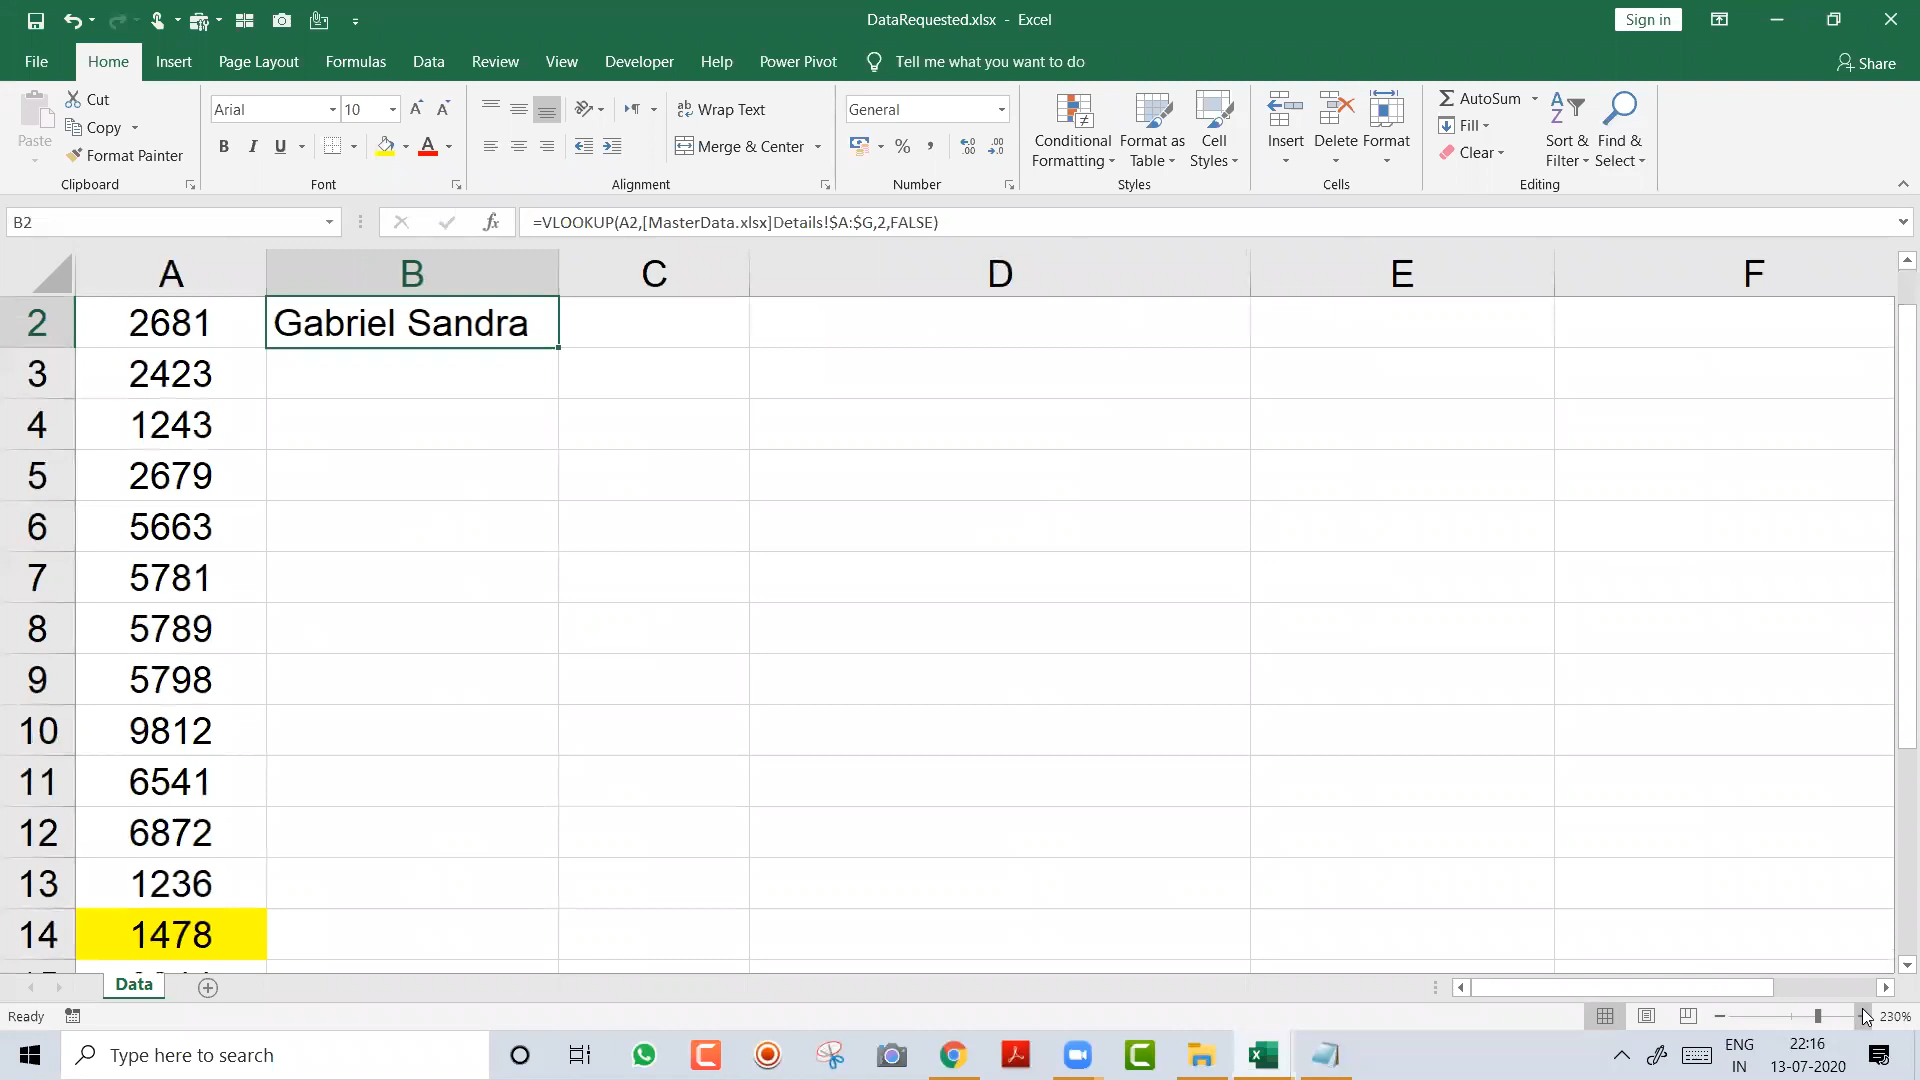 DataRequested.xlsx - Excel
Sign in
File Home Insert Page Layout Formulas Data Review View Developer Help Power Pivot Tell me what you want to do Share
Paste
Cut
Copy
Format Painter
Clipboard
Arial 10
B I U
Font
Wrap Text
Merge & Center
Alignment
General
Number
Conditional Formatting
Format as Table
Cell Styles
Styles
Insert Delete Format
Cells
AutoSum
Fill
Clear
Sort & Filter
Find & Select
Editing
B2 fx =VLOOKUP(A2,[MasterData.xlsx]Details!$A:$G,2,FALSE)
A B C D E F
2 2681 Gabriel Sandra
3 2423
4 1243
5 2679
6 5663
7 5781
8 5789
9 5798
10 9812
11 6541
12 6872
13 1236
14 1478
Data
Ready 230%
Type here to search
ENG
IN
22:16
13-07-2020